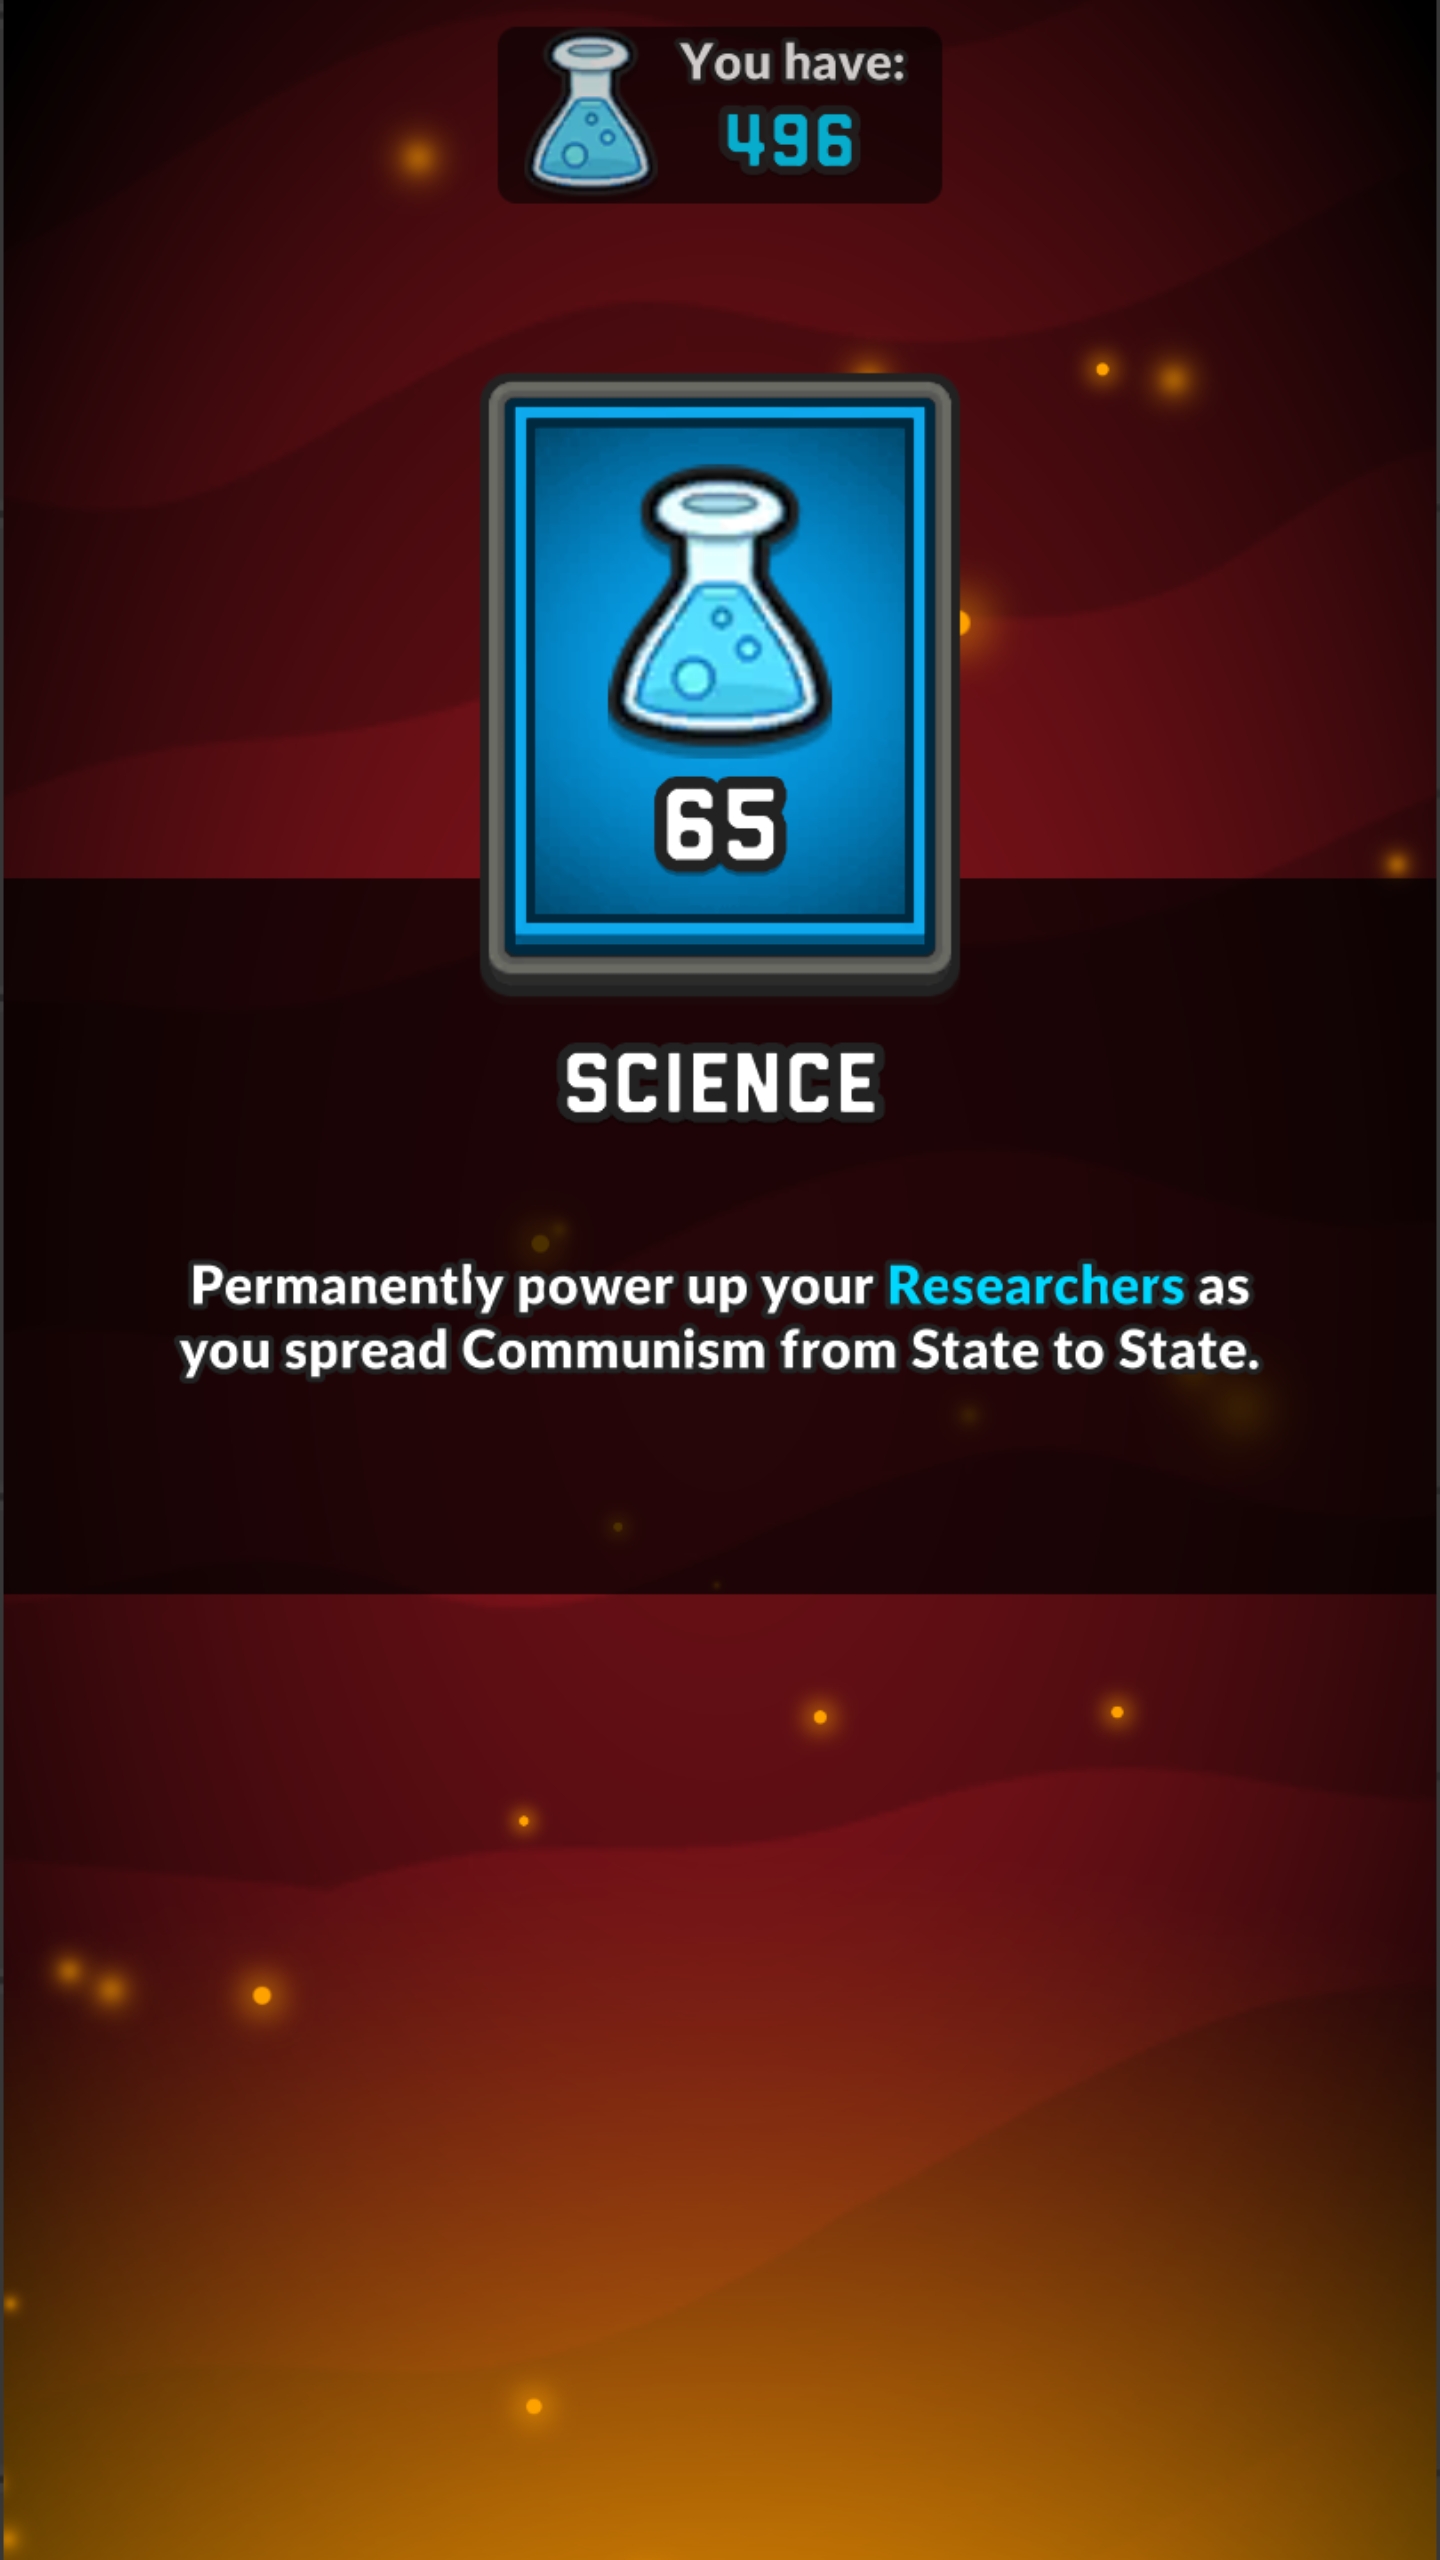 You have:
496
65
SCIENCE
Permanently power up your Researchers as
you spread Communism from State to State.